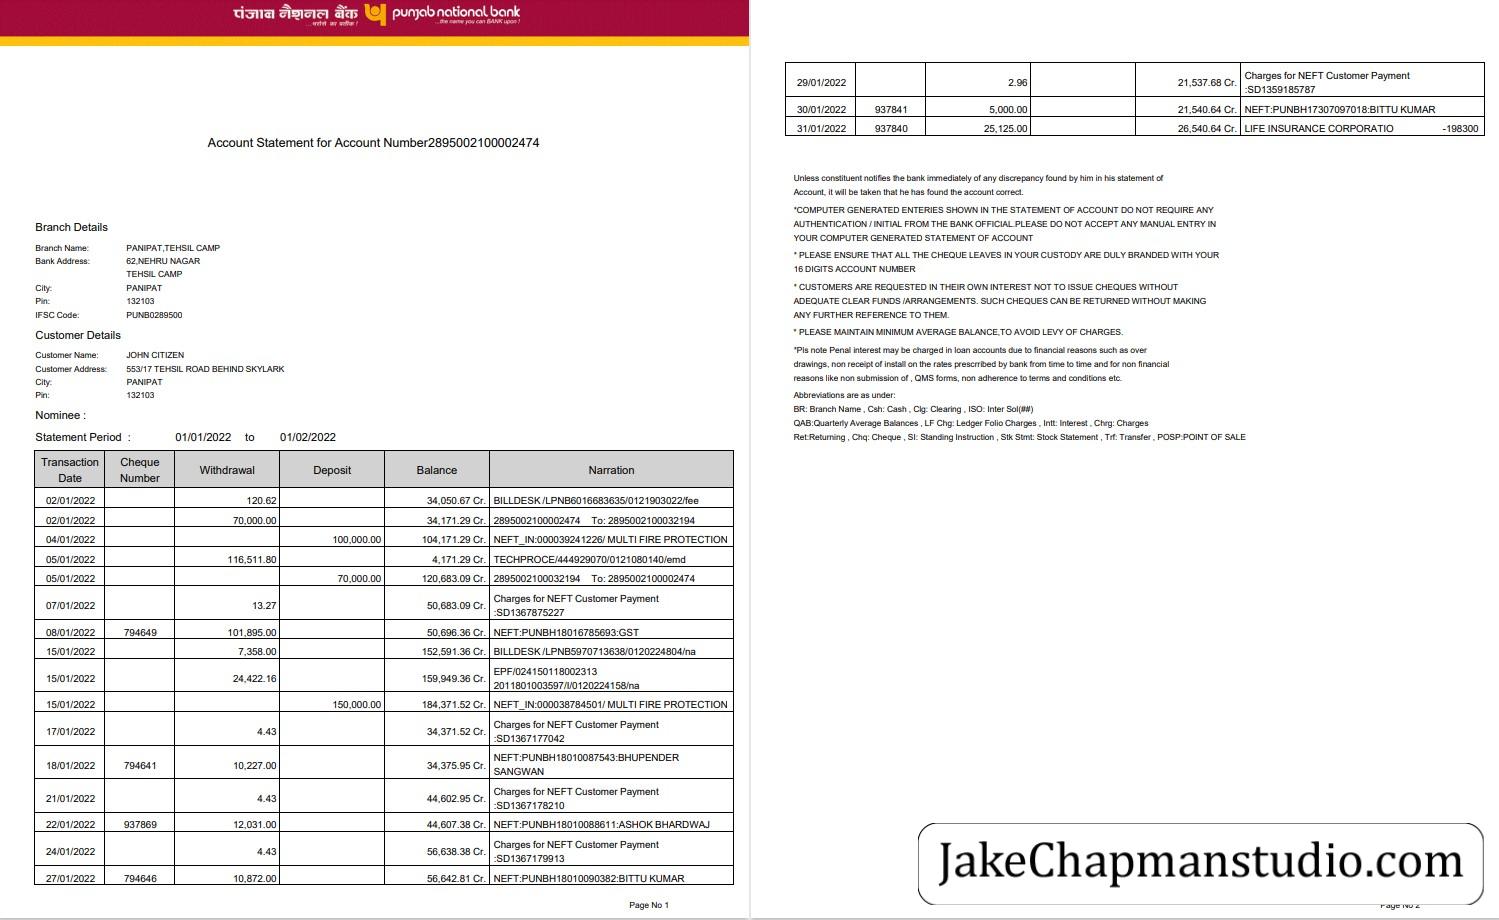 पंजाब नैशनल बैंक punjab national bank
...भरोसे का प्रतीक ! ...the name you can BANK upon !
Account Statement for Account Number2895002100002474
Branch Details
Branch Name: PANIPAT,TEHSIL CAMP
Bank Address: 62,NEHRU NAGAR
TEHSIL CAMP
City: PANIPAT
Pin: 132103
IFSC Code: PUNB0289500
Customer Details
Customer Name: JOHN CITIZEN
Customer Address: 553/17 TEHSIL ROAD BEHIND SKYLARK
City: PANIPAT
Pin: 132103
Nominee :
Statement Period : 01/01/2022 to 01/02/2022
Transaction Date Cheque Number Withdrawal Deposit Balance Narration
02/01/2022 120.62 34,050.67 Cr. BILLDESK /LPNB6016683635/0121903022/fee
02/01/2022 70,000.00 34,171.29 Cr. 2895002100002474 To: 2895002100032194
04/01/2022 100,000.00 104,171.29 Cr. NEFT_IN:000039241226/ MULTI FIRE PROTECTION
05/01/2022 116,511.80 4,171.29 Cr. TECHPROCE/444929070/0121080140/emd
05/01/2022 70,000.00 120,683.09 Cr. 2895002100032194 To: 2895002100002474
07/01/2022 13.27 50,683.09 Cr. Charges for NEFT Customer Payment
:SD1367875227
08/01/2022 794649 101,895.00 50,696.36 Cr. NEFT:PUNBH18016785693:GST
15/01/2022 7,358.00 152,591.36 Cr. BILLDESK /LPNB5970713638/0120224804/na
15/01/2022 24,422.16 159,949.36 Cr. EPF/024150118002313
2011801003597/I/0120224158/na
15/01/2022 150,000.00 184,371.52 Cr. NEFT_IN:000038784501/ MULTI FIRE PROTECTION
17/01/2022 4.43 34,371.52 Cr. Charges for NEFT Customer Payment
:SD1367177042
18/01/2022 794641 10,227.00 34,375.95 Cr. NEFT:PUNBH18010087543:BHUPENDER
SANGWAN
21/01/2022 4.43 44,602.95 Cr. Charges for NEFT Customer Payment
:SD1367178210
22/01/2022 937869 12,031.00 44,607.38 Cr. NEFT:PUNBH18010088611:ASHOK BHARDWAJ
24/01/2022 4.43 56,638.38 Cr. Charges for NEFT Customer Payment
:SD1367179913
27/01/2022 794646 10,872.00 56,642.81 Cr. NEFT:PUNBH18010090382:BITTU KUMAR
Page No 1
29/01/2022 2.96 21,537.68 Cr. Charges for NEFT Customer Payment
:SD1359185787
30/01/2022 937841 5,000.00 21,540.64 Cr. NEFT:PUNBH17307097018:BITTU KUMAR
31/01/2022 937840 25,125.00 26,540.64 Cr. LIFE INSURANCE CORPORATIO -198300
Unless constituent notifies the bank immediately of any discrepancy found by him in his statement of
Account, it will be taken that he has found the account correct.
*COMPUTER GENERATED ENTERIES SHOWN IN THE STATEMENT OF ACCOUNT DO NOT REQUIRE ANY
AUTHENTICATION / INITIAL FROM THE BANK OFFICIAL.PLEASE DO NOT ACCEPT ANY MANUAL ENTRY IN
YOUR COMPUTER GENERATED STATEMENT OF ACCOUNT
* PLEASE ENSURE THAT ALL THE CHEQUE LEAVES IN YOUR CUSTODY ARE DULY BRANDED WITH YOUR
16 DIGITS ACCOUNT NUMBER
* CUSTOMERS ARE REQUESTED IN THEIR OWN INTEREST NOT TO ISSUE CHEQUES WITHOUT
ADEQUATE CLEAR FUNDS /ARRANGEMENTS. SUCH CHEQUES CAN BE RETURNED WITHOUT MAKING
ANY FURTHER REFERENCE TO THEM.
* PLEASE MAINTAIN MINIMUM AVERAGE BALANCE,TO AVOID LEVY OF CHARGES.
*Pls note Penal interest may be charged in loan accounts due to financial reasons such as over
drawings, non receipt of install on the rates prescrribed by bank from time to time and for non financial
reasons like non submission of , QMS forms, non adherence to terms and conditions etc.
Abbreviations are as under:
BR: Branch Name , Csh: Cash , Clg: Clearing , ISO: Inter Sol(##)
QAB:Quarterly Average Balances , LF Chg: Ledger Folio Charges , Intt: Interest , Chrg: Charges
Ret:Returning , Chq: Cheque , SI: Standing Instruction , Stk Stmt: Stock Statement , Trf: Transfer , POSP:POINT OF SALE
JakeChapmanstudio.com
Page No 2